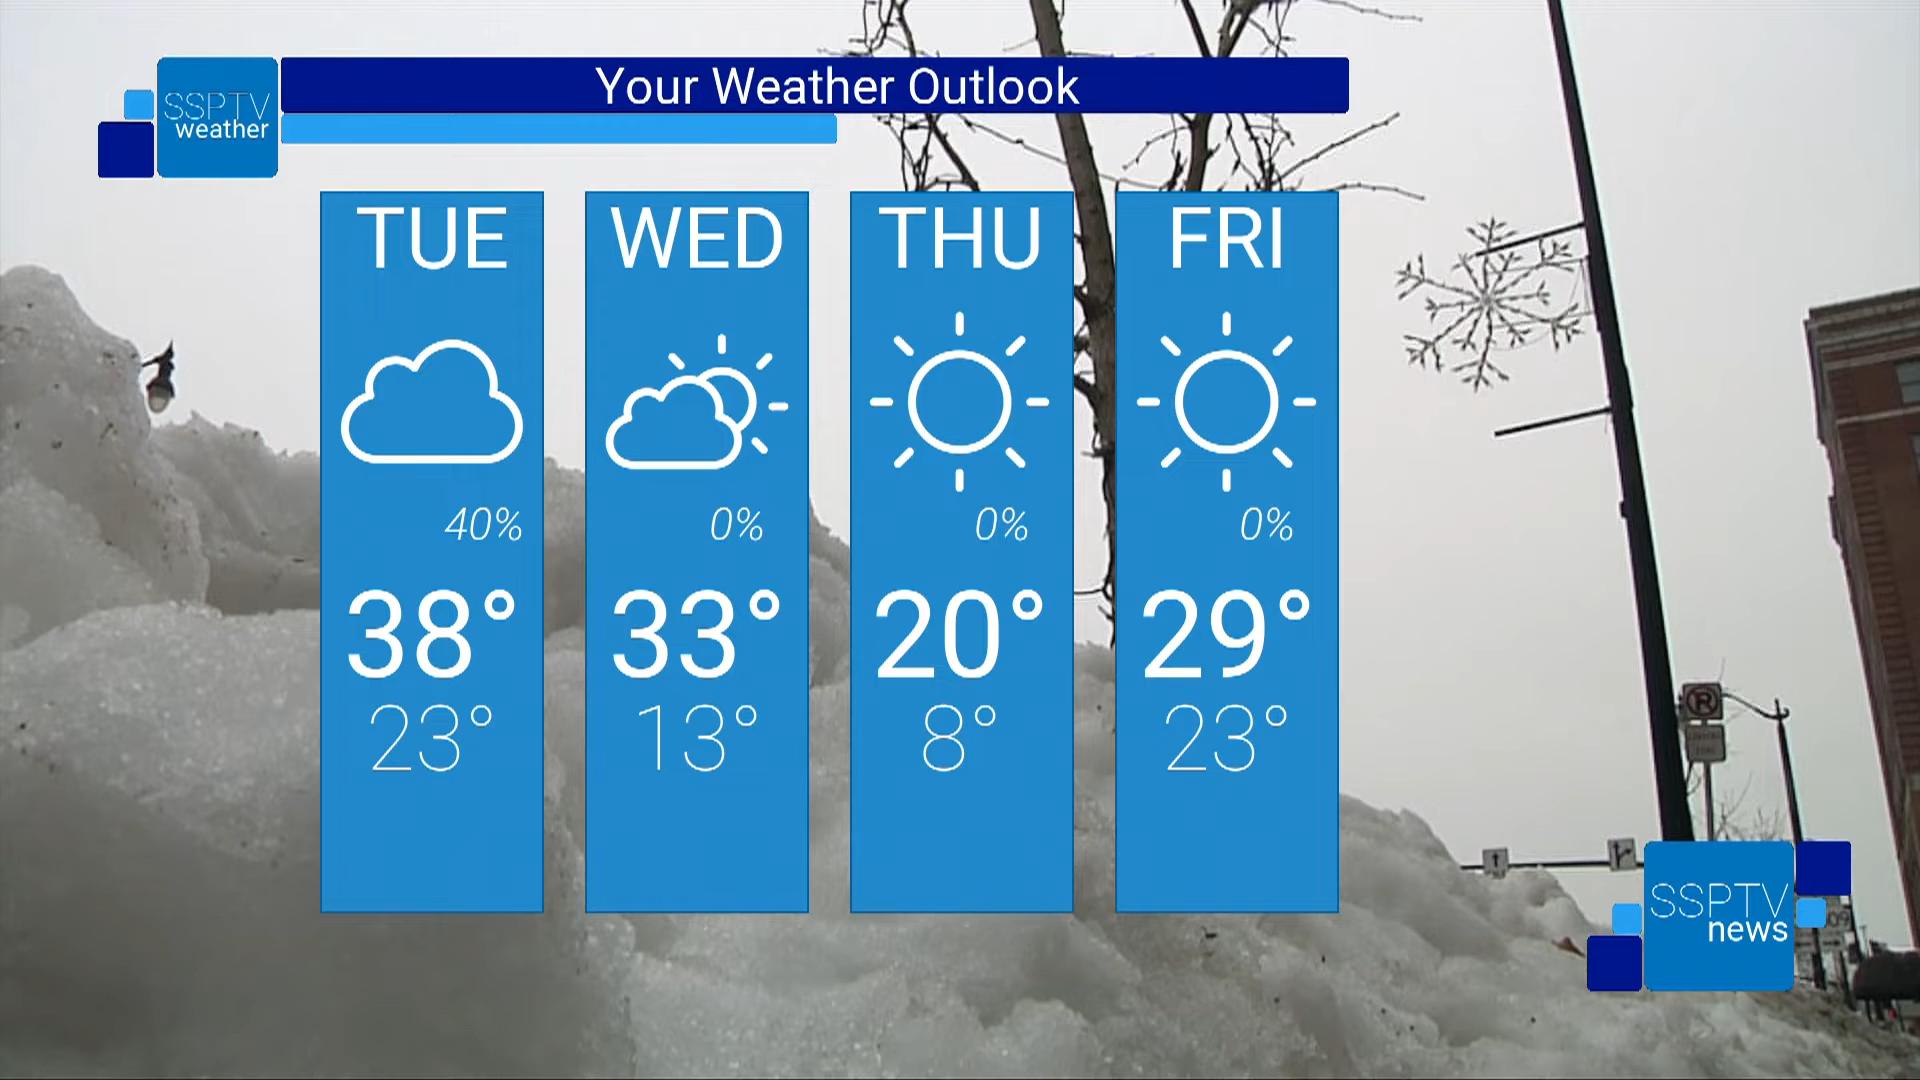 SSPTV
weather
Your Weather Outlook
TUE
40%
38°
23°
WED
0%
33°
13°
THU
0%
20°
8°
FRI
0%
29°
23°
SSPTV
news